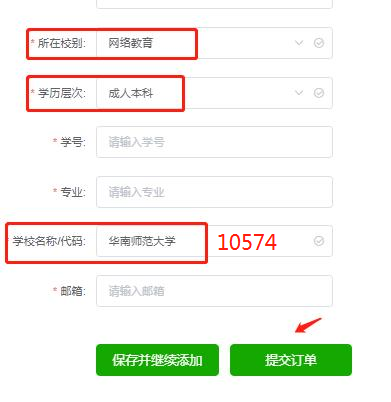 * 所在校别: 网络教育
* 学历层次: 成人本科
* 学号: 请输入学号
* 专业: 请输入专业
* 学校名称/代码: 华南师范大学 10574
* 邮箱: 请输入邮箱
保存并继续添加 提交订单